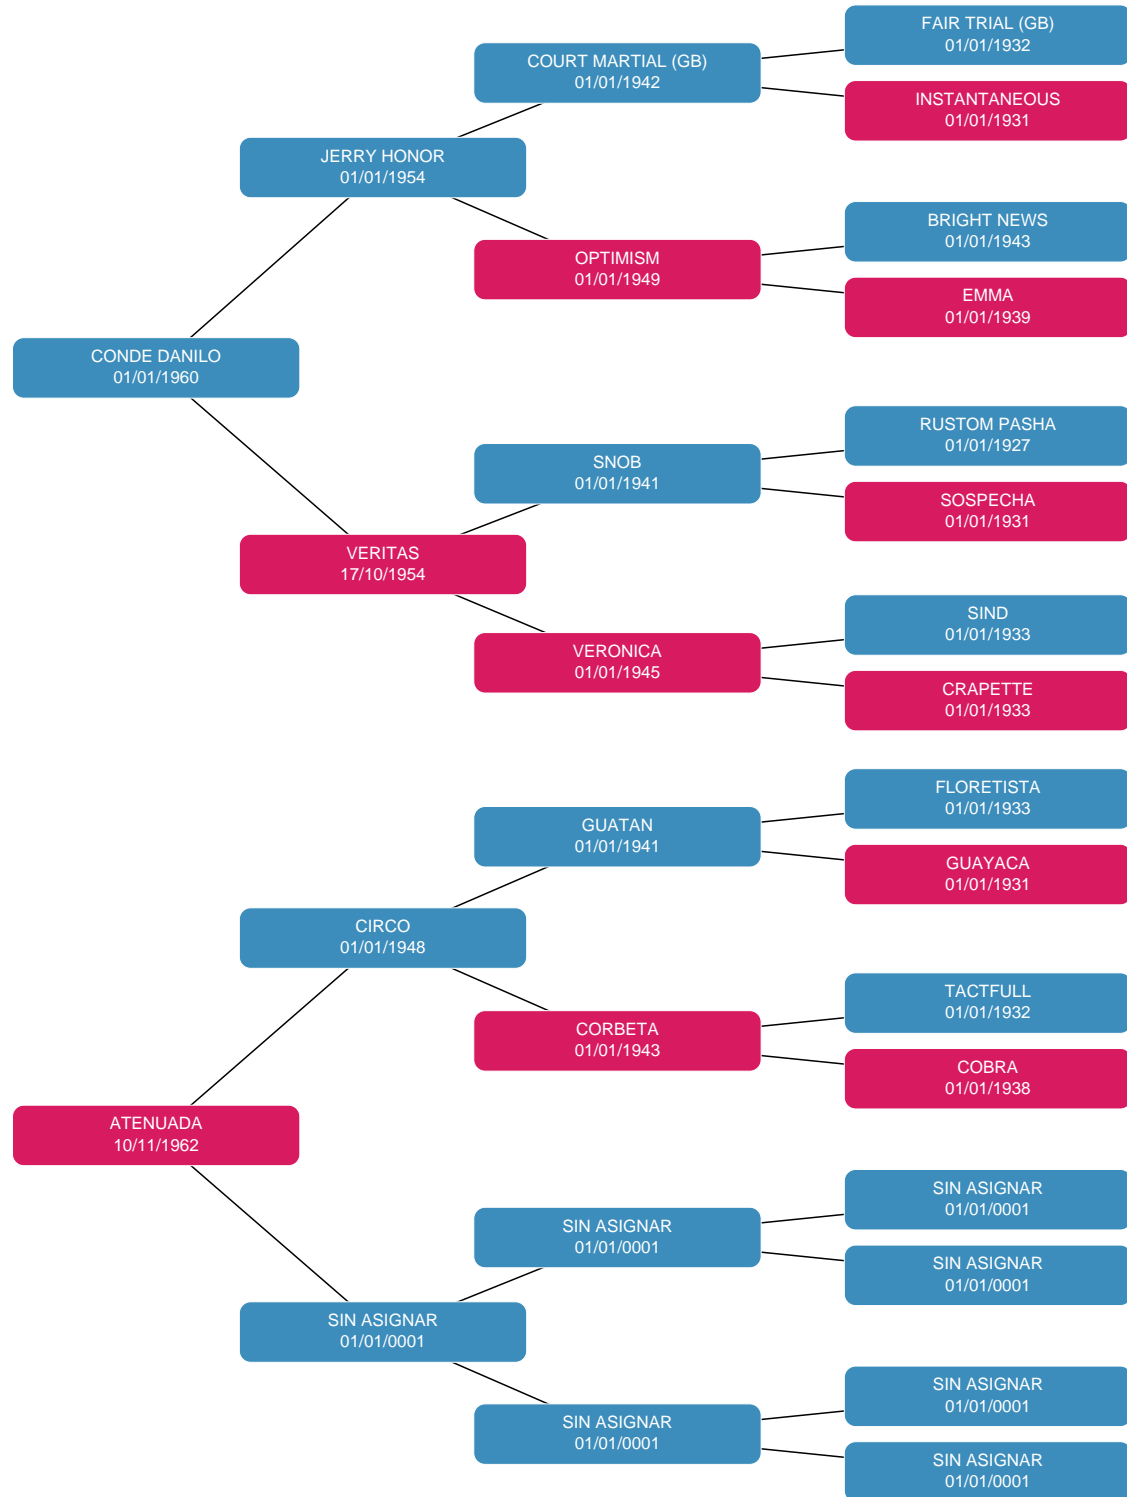 FAIR TRIAL (GB)
01/01/1932
COURT MARTIAL (GB)
01/01/1942
INSTANTANEOUS
01/01/1931
JERRY HONOR
01/01/1954
BRIGHT NEWS
01/01/1943
OPTIMISM
01/01/1949
EMMA
01/01/1939
CONDE DANILO
01/01/1960
RUSTOM PASHA
01/01/1927
SNOB
01/01/1941
SOSPECHA
01/01/1931
VERITAS
17/10/1954
SIND
01/01/1933
VERONICA
01/01/1945
CRAPETTE
01/01/1933
FLORETISTA
01/01/1933
GUATAN
01/01/1941
GUAYACA
01/01/1931
CIRCO
01/01/1948
TACTFULL
01/01/1932
CORBETA
01/01/1943
COBRA
01/01/1938
ATENUADA
10/11/1962
SIN ASIGNAR
01/01/0001
SIN ASIGNAR
01/01/0001
SIN ASIGNAR
01/01/0001
SIN ASIGNAR
01/01/0001
SIN ASIGNAR
01/01/0001
SIN ASIGNAR
01/01/0001
SIN ASIGNAR
01/01/0001